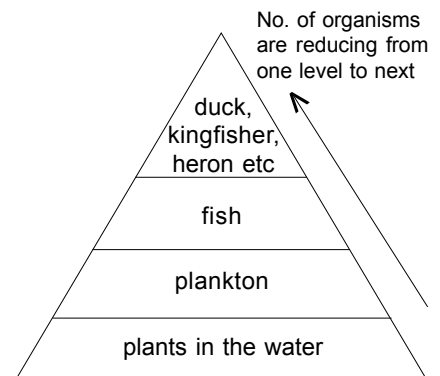 No. of organisms
are reducing from
one level to next
duck,
kingfisher,
heron etc
fish
plankton
plants in the water